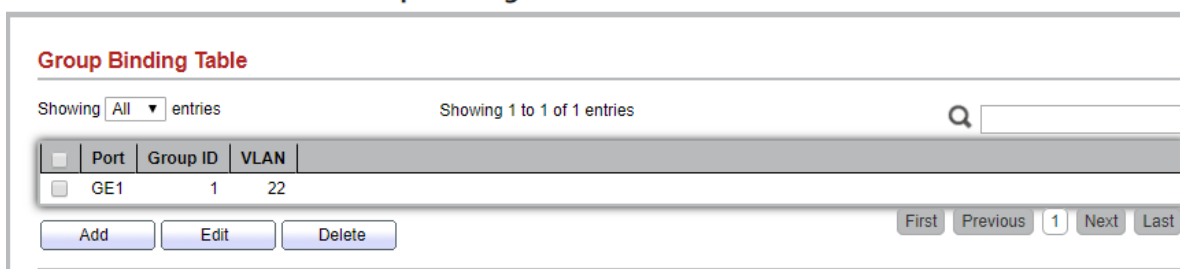 Group Binding Table
Showing All ▼ entries Showing 1 to 1 of 1 entries
Port Group ID VLAN
GE1 1 22
Add Edit Delete First Previous 1 Next Last